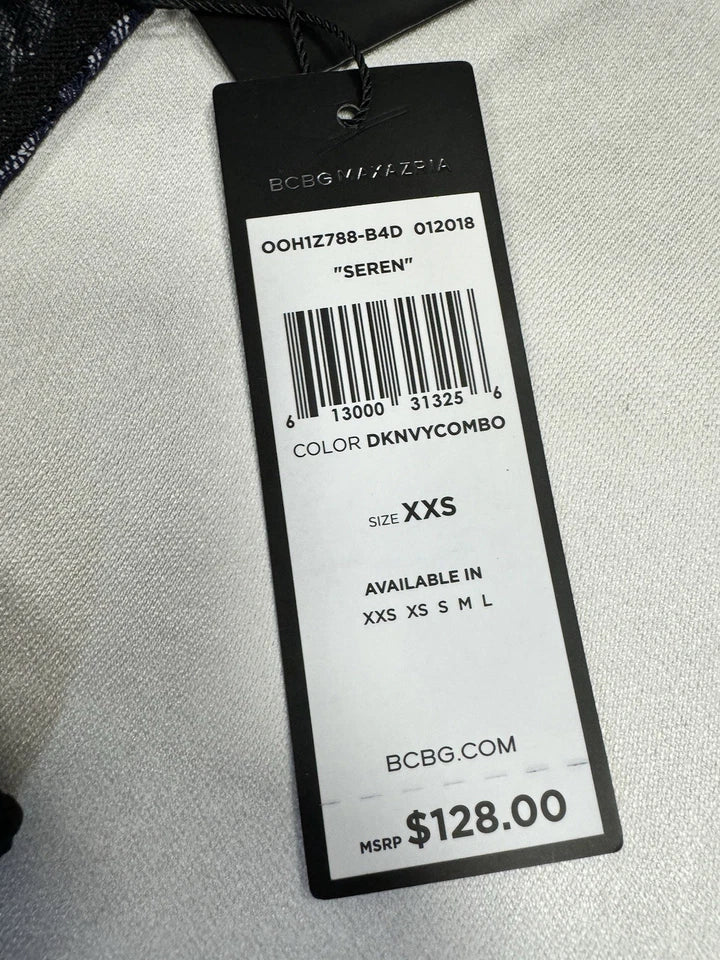 BCBGMAXAZRIA
OOH1Z788-B4D 012018
"SEREN"
6 13000 31325 6
COLOR DKNVYCOMBO
SIZE XXS
AVAILABLE IN
XXS XS S M L
BCBG.COM
MSRP $128.00